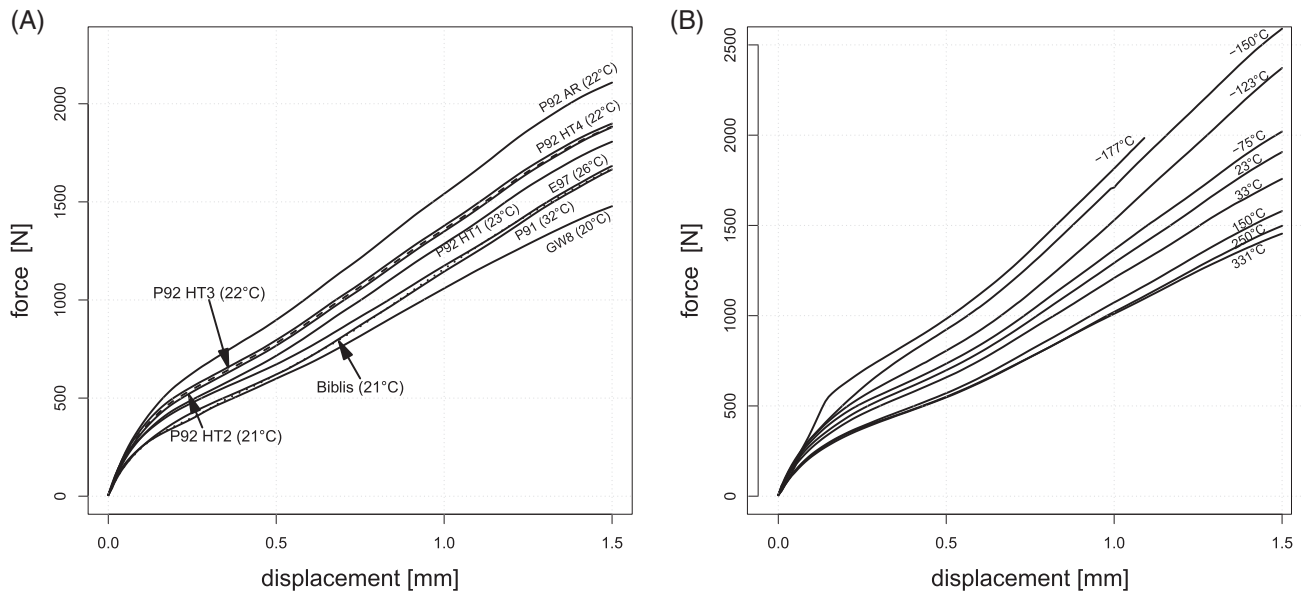 (A)
2000
1500
1000
500
0
force [N]
0.0 0.5 1.0 1.5
displacement [mm]
P92 AR (22°C)
P92 HT4 (22°C)
E97 (26°C)
P92 HT1 (23°C)
P91 (32°C)
GW8 (20°C)
P92 HT3 (22°C)
Biblis (21°C)
P92 HT2 (21°C)
(B)
2500
2000
1500
1000
500
0
force [N]
0.0 0.5 1.0 1.5
displacement [mm]
−150°C
−123°C
−177°C
−75°C
23°C
33°C
150°C
250°C
331°C